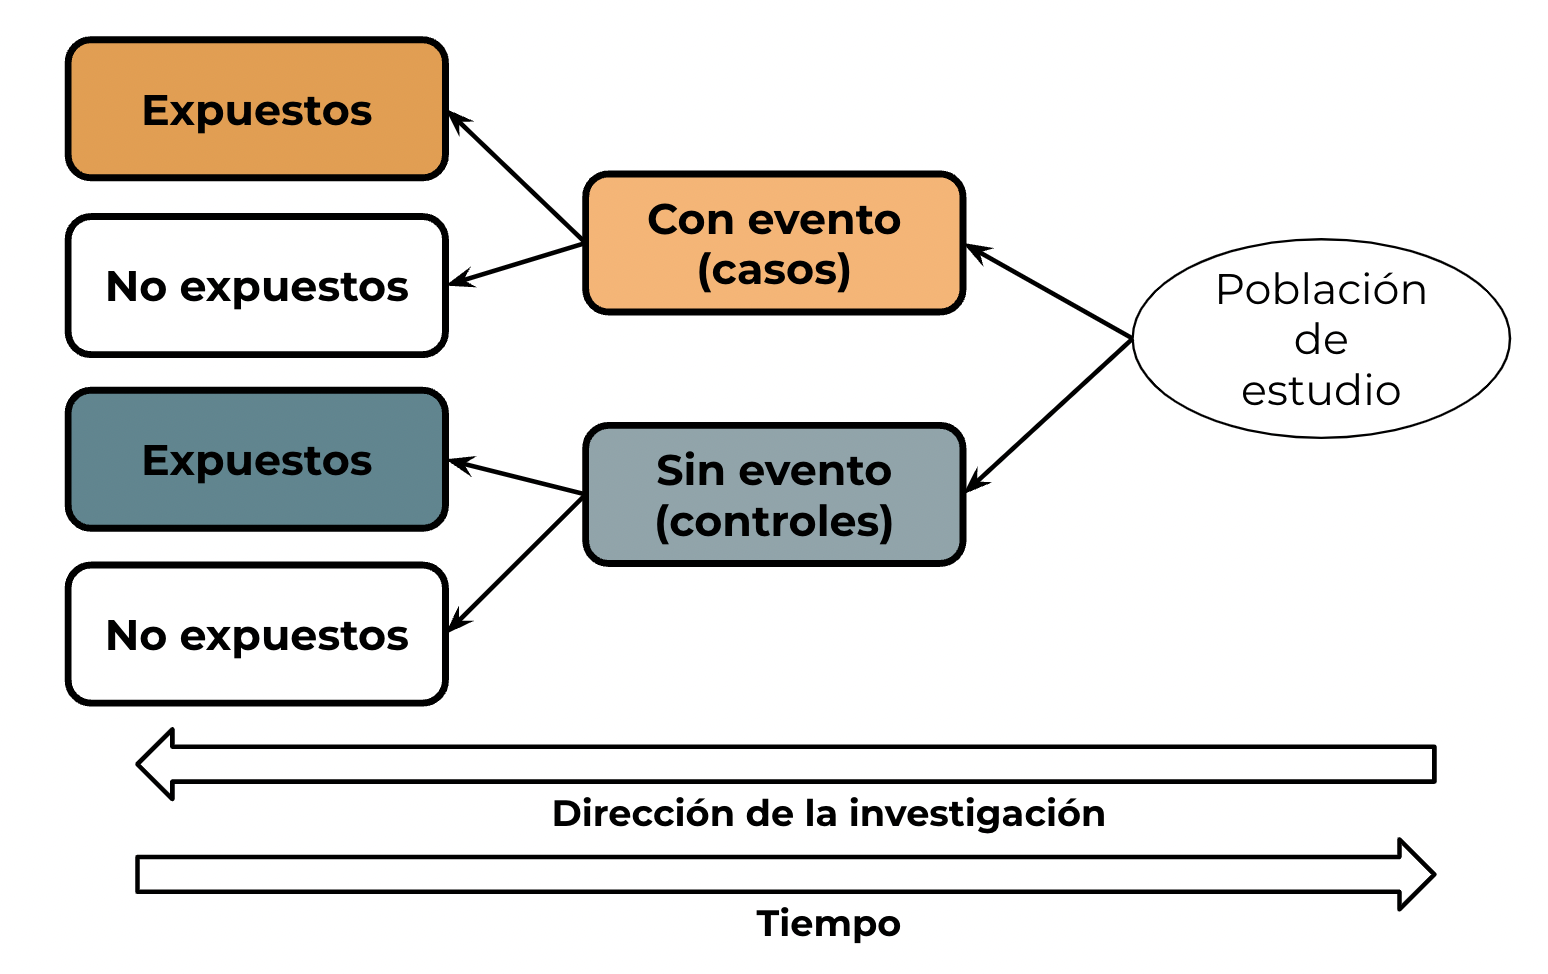 Expuestos
No expuestos
Expuestos
No expuestos
Con evento
(casos)
Sin evento
(controles)
Población
de
estudio
Dirección de la investigación
Tiempo